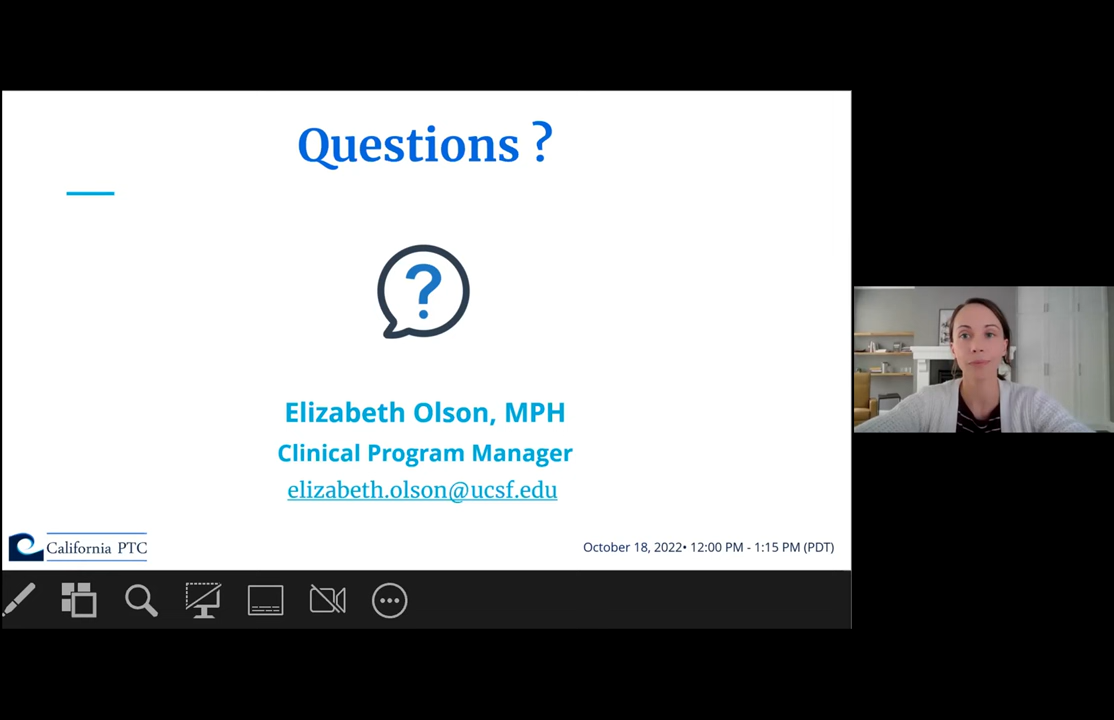 Questions ?
?
Elizabeth Olson, MPH
Clinical Program Manager
elizabeth.olson@ucsf.edu
California PTC
October 18, 2022• 12:00 PM - 1:15 PM (PDT)